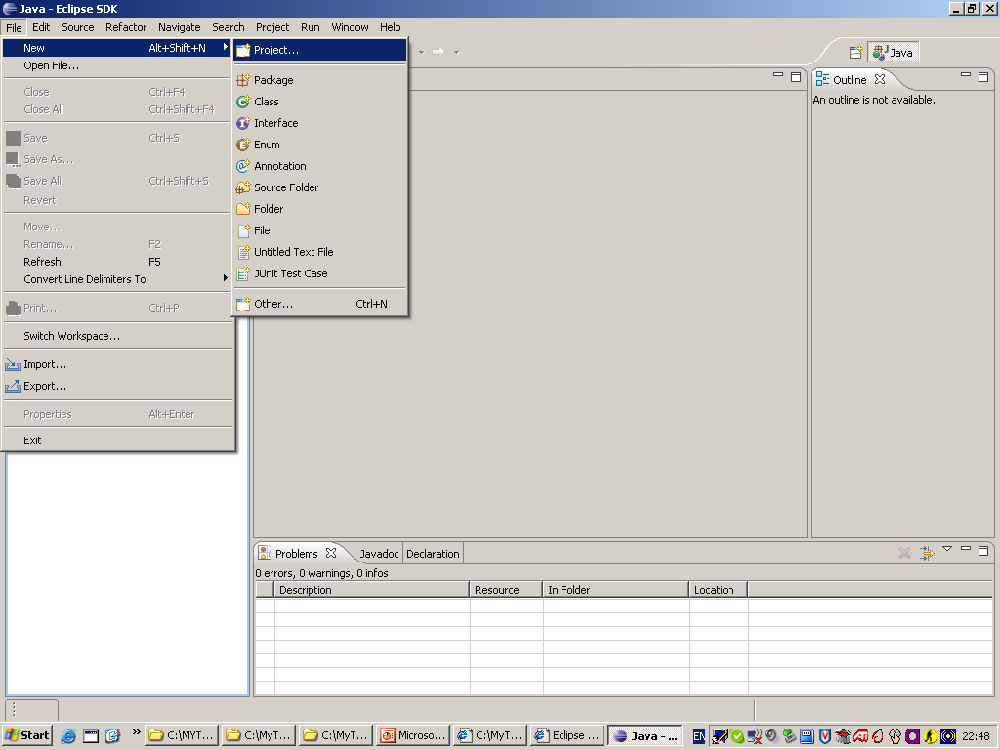 Java - Eclipse SDK
File Edit Source Refactor Navigate Search Project Run Window Help
New Alt+Shift+N
Open File...
Close Ctrl+F4
Close All Ctrl+Shift+F4
Save Ctrl+S
Save As...
Save All Ctrl+Shift+S
Revert
Move...
Rename... F2
Refresh F5
Convert Line Delimiters To
Print... Ctrl+P
Switch Workspace...
Import...
Export...
Properties Alt+Enter
Exit
Project...
Package
Class
Interface
Enum
Annotation
Source Folder
Folder
File
Untitled Text File
JUnit Test Case
Other... Ctrl+N
Java
Outline
An outline is not available.
Problems Javadoc Declaration
0 errors, 0 warnings, 0 infos
Description Resource In Folder Location
Start » C:\MYT... C:\MyT... C:\MyT... Microso... C:\MyT... Eclipse ... Java - ... EN 22:48